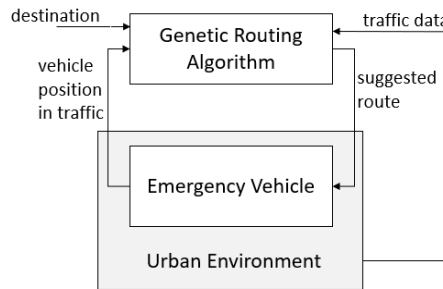 destination
traffic data
Genetic Routing
Algorithm
vehicle
position
in traffic
suggested
route
Emergency Vehicle
Urban Environment